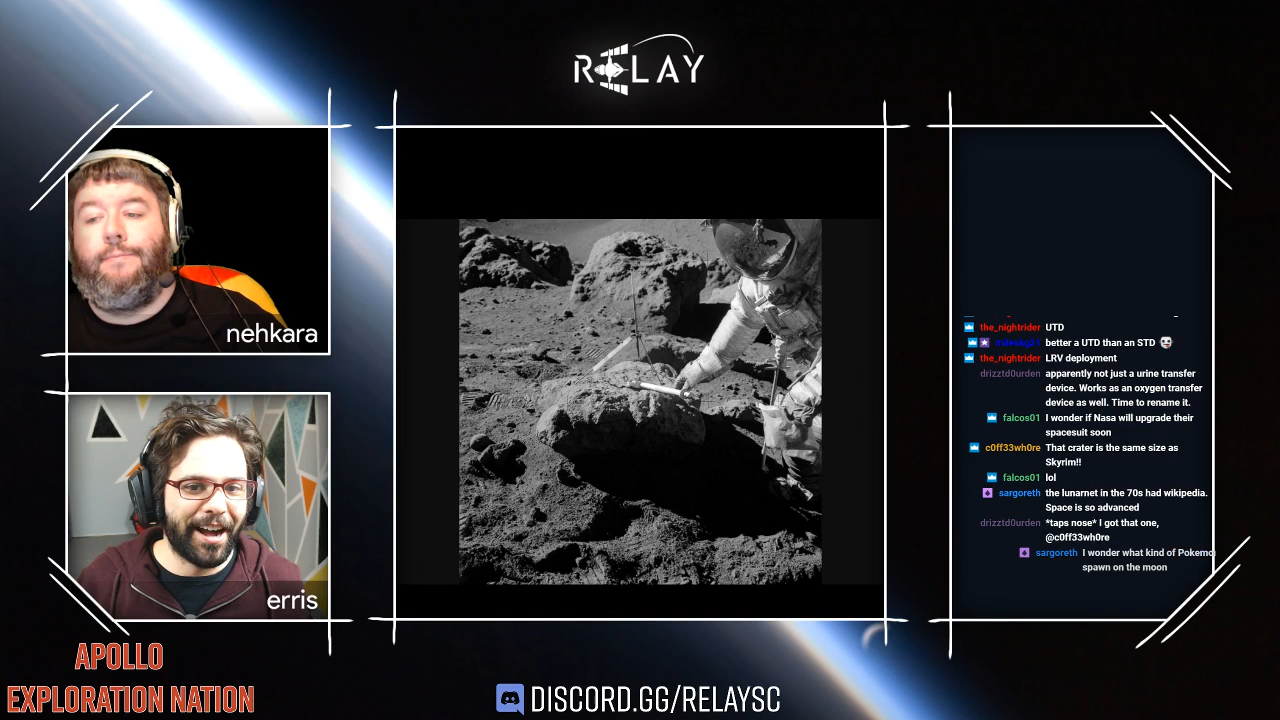 RELAY
nehkara
erris
the_nightrider UTD
mileskg21 better a UTD than an STD
the_nightrider LRV deployment
drizztd0urden apparently not just a urine transfer
device. Works as an oxygen transfer
device as well. Time to rename it.
falcos01 I wonder if Nasa will upgrade their
spacesuit soon
c0ff33wh0re That crater is the same size as
Skyrim!!
falcos01 lol
sargoreth the lunarnet in the 70s had wikipedia.
Space is so advanced
drizztd0urden *taps nose* I got that one,
@c0ff33wh0re
sargoreth I wonder what kind of Pokemo
spawn on the moon
APOLLO
EXPLORATION NATION
DISCORD.GG/RELAYSC